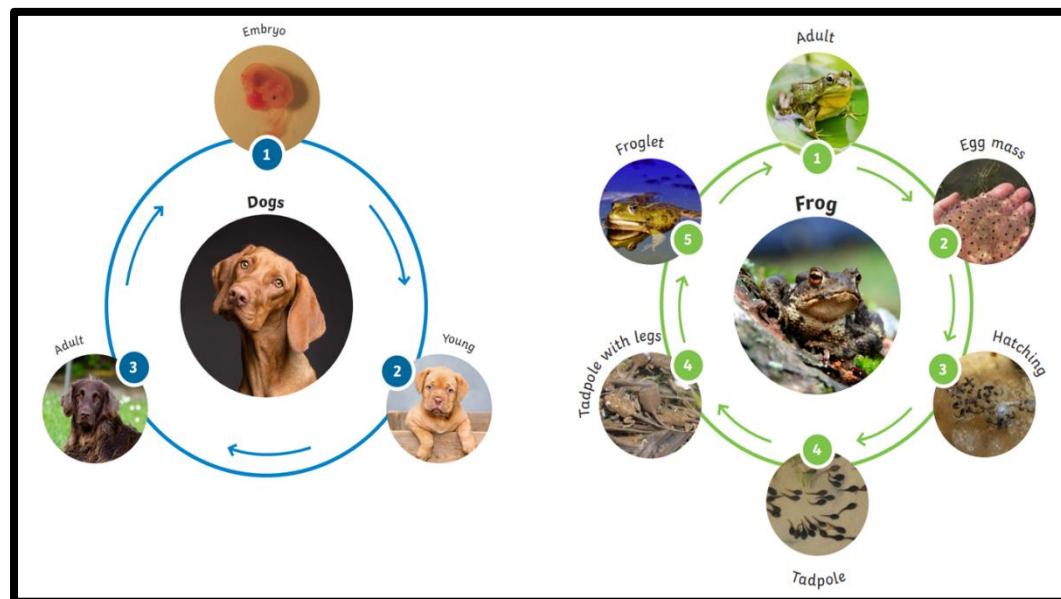 Embryo
1
Dogs
Young
2
Adult
3
Adult
1
Egg mass
2
Hatching
3
Tadpole
4
Tadpole with legs
4
Froglet
5
Frog